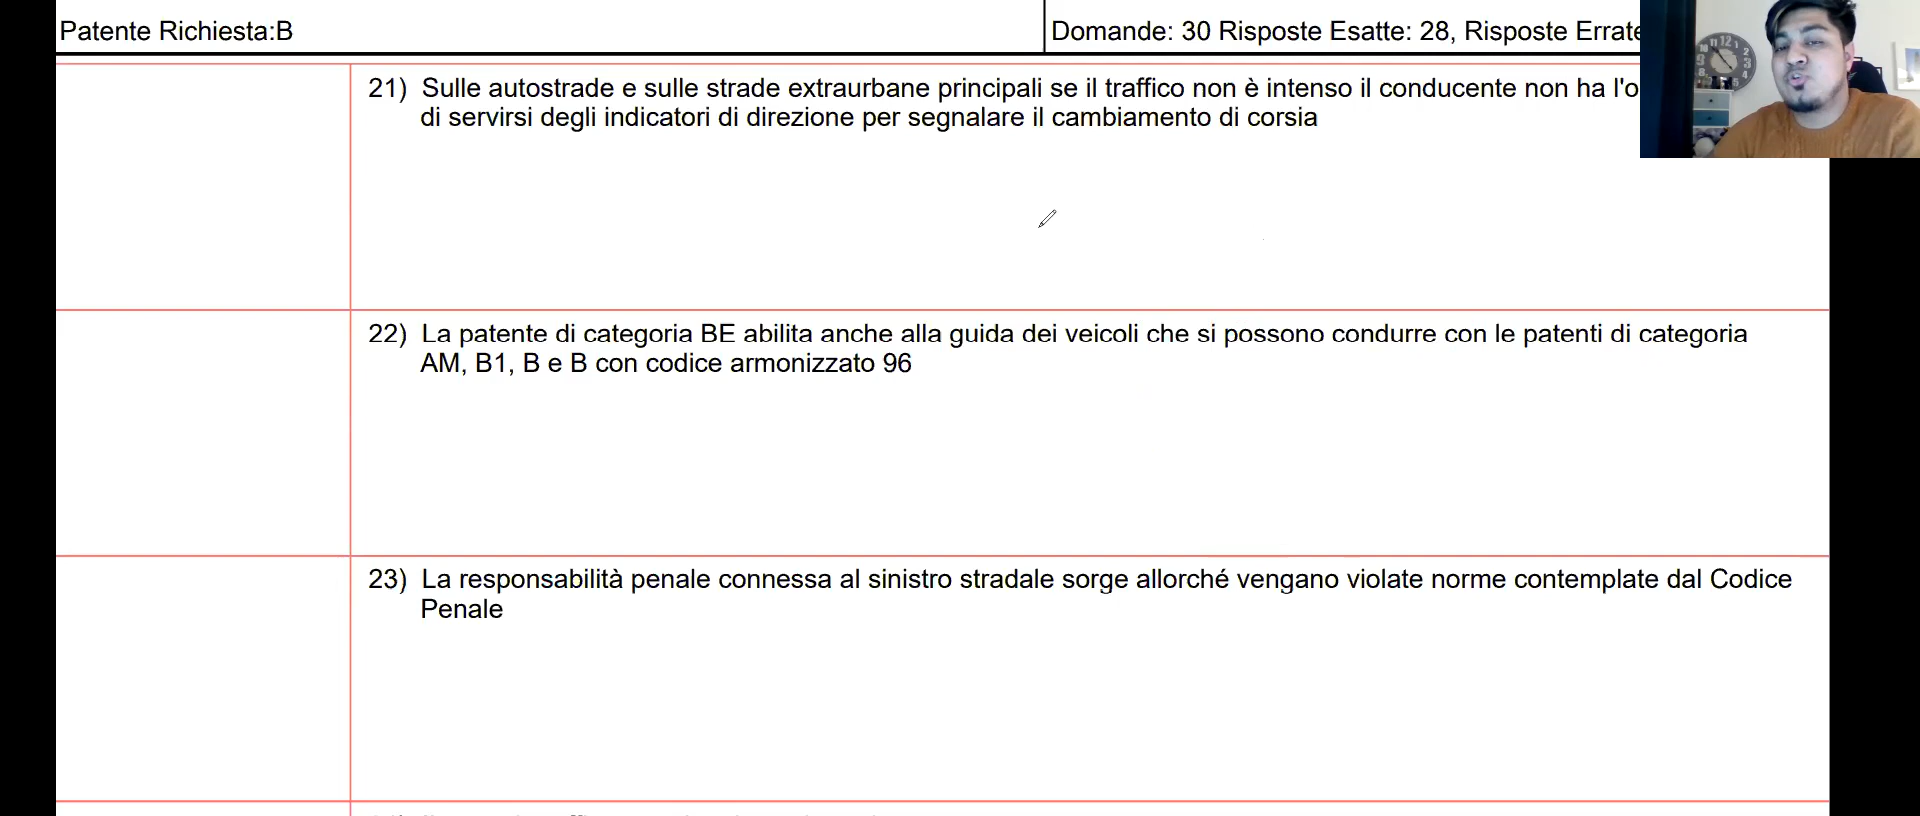 Patente Richiesta:B
Domande: 30 Risposte Esatte: 28, Risposte Errate
21) Sulle autostrade e sulle strade extraurbane principali se il traffico non è intenso il conducente non ha
di servirsi degli indicatori di direzione per segnalare il cambiamento di corsia
22) La patente di categoria BE abilita anche alla guida dei veicoli che si possono condurre con le patenti di categoria
AM, B1, B e B con codice armonizzato 96
23) La responsabilità penale connessa al sinistro stradale sorge allorché vengano violate norme contemplate dal Codice
Penale